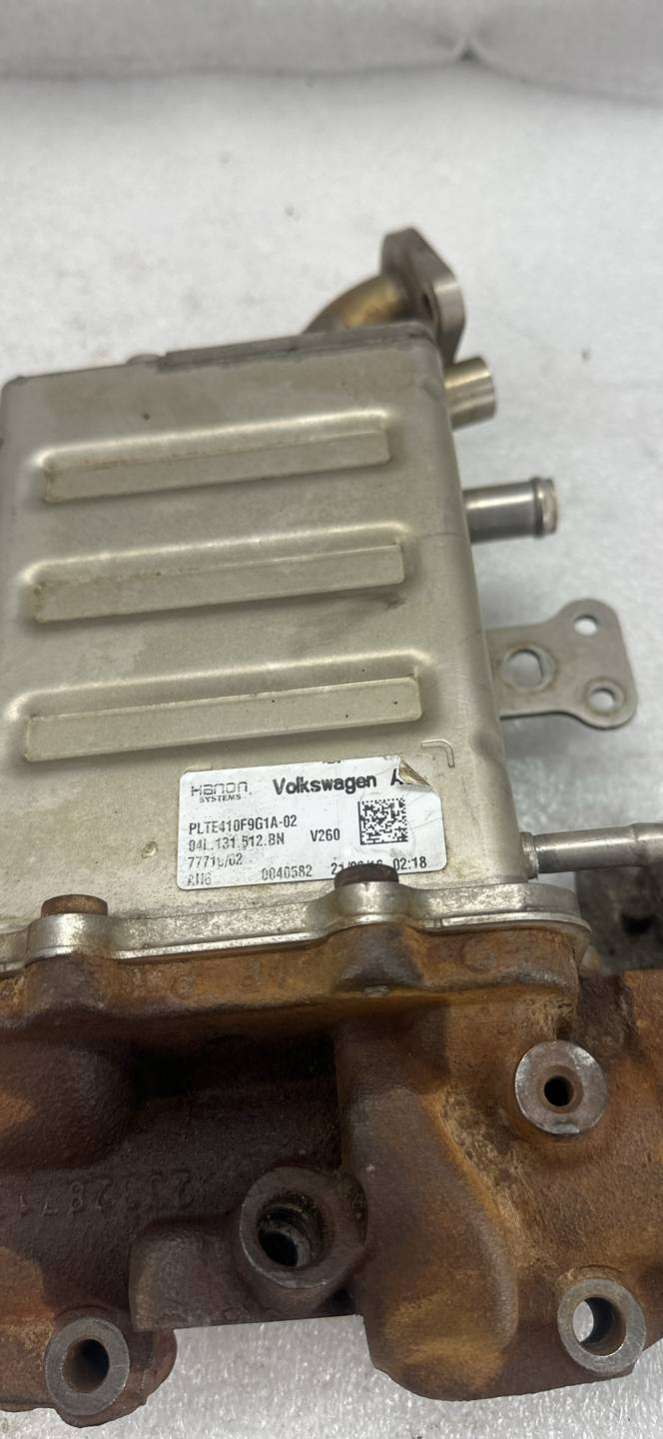 Hanon
SYSTEMS
Volkswagen A
PLTE410F9G1A-02
04L.131.512.BN V260
0040582 02:18